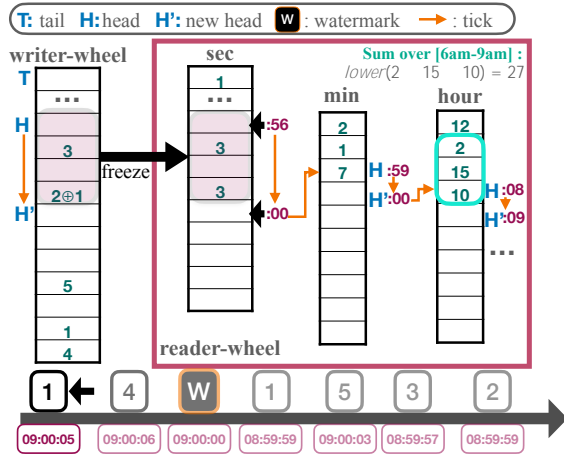 T: tail H: head H': new head W : watermark → : tick
writer-wheel
sec
Sum over [6am-9am] :
lower(2 15 10) = 27
min
hour
T
...
H
3
2⊕1
H'
5
1
4
freeze
1
...
3
3
:56
:00
2
1
7
H :59
H' :00
12
2
15
10
H :08
H' :09
...
reader-wheel
1 4 W 1 5 3 2
09:00:05 09:00:06 09:00:00 08:59:59 09:00:03 08:59:57 08:59:59